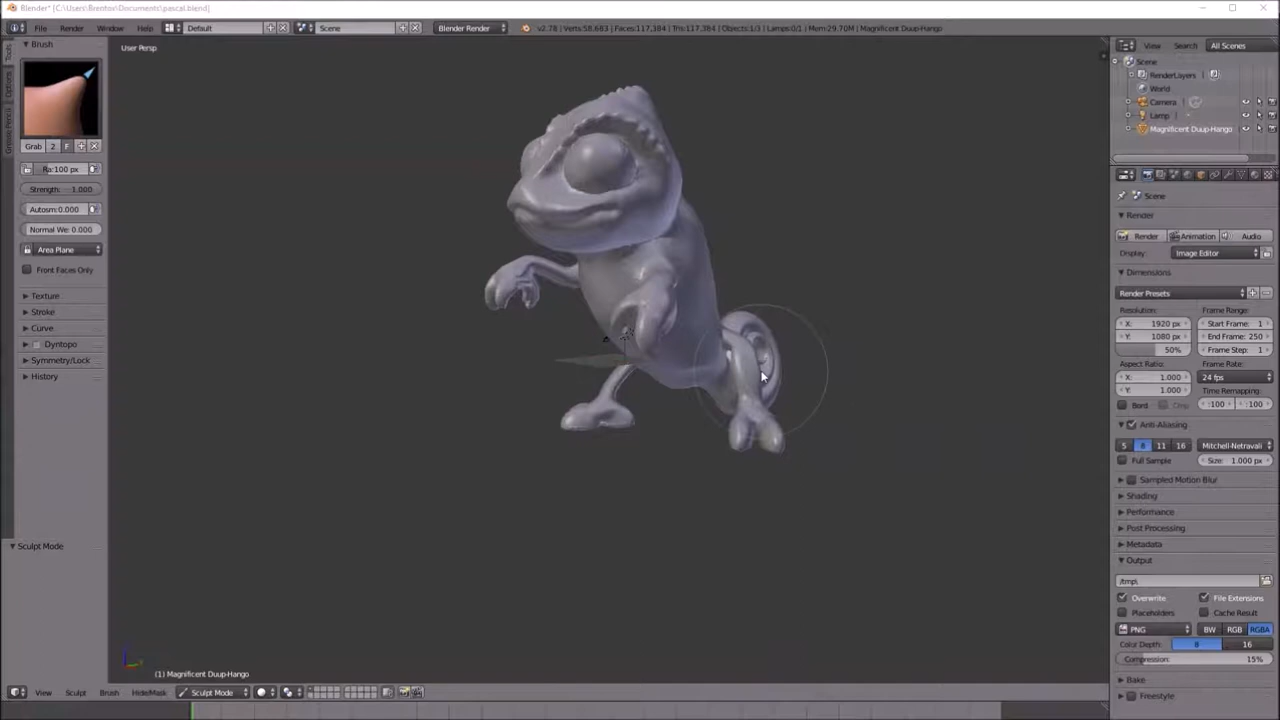 Blender* [C:\Users\Brentox\Documents\pascal.blend]
File Render Window Help Default Scene Blender Render v2.78 | Verts:58,683 | Faces:117,384 | Tris:117,384 | Objects:1/3 | Lamps:0/1 | Mem:29.70M | Magnificent Duup-Hango
Brush
User Persp
Tools
Options
Grease Pencil
Grab 2 F
Ra:100 px
Strength: 1.000
Autosm:0.000
Normal We: 0.000
Area Plane
Front Faces Only
Texture
Stroke
Curve
Dyntopo
Symmetry/Lock
History
Sculpt Mode
(1) Magnificent Duup-Hango
View Sculpt Brush Hide/Mask Sculpt Mode
View Search All Scenes
Scene
RenderLayers
World
Camera
Lamp
Magnificent Duup-Hango
Scene
Render
Render Animation Audio
Display: Image Editor
Dimensions
Render Presets
Resolution: Frame Range:
X: 1920 px Start Frame: 1
Y: 1080 px End Frame: 250
50% Frame Step: 1
Aspect Ratio: Frame Rate:
X: 1.000 24 fps
Y: 1.000 Time Remapping:
Bord Crop :100 :100
Anti-Aliasing
5 8 11 16 Mitchell-Netravali
Full Sample Size: 1.000 px
Sampled Motion Blur
Shading
Performance
Post Processing
Metadata
Output
/tmp\
Overwrite File Extensions
Placeholders Cache Result
PNG BW RGB RGBA
Color Depth: 8 16
Compression: 15%
Bake
Freestyle